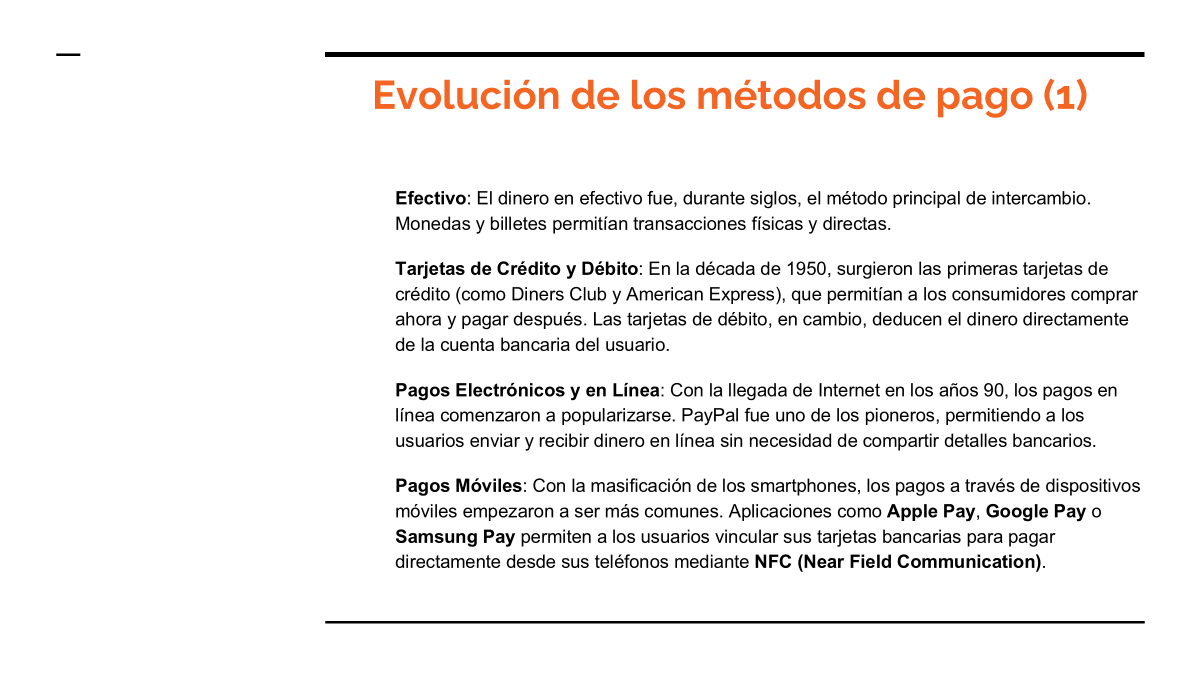 Evolución de los métodos de pago (1)
Efectivo: El dinero en efectivo fue, durante siglos, el método principal de intercambio.
Monedas y billetes permitían transacciones físicas y directas.
Tarjetas de Crédito y Débito: En la década de 1950, surgieron las primeras tarjetas de
crédito (como Diners Club y American Express), que permitían a los consumidores comprar
ahora y pagar después. Las tarjetas de débito, en cambio, deducen el dinero directamente
de la cuenta bancaria del usuario.
Pagos Electrónicos y en Línea: Con la llegada de Internet en los años 90, los pagos en
línea comenzaron a popularizarse. PayPal fue uno de los pioneros, permitiendo a los
usuarios enviar y recibir dinero en línea sin necesidad de compartir detalles bancarios.
Pagos Móviles: Con la masificación de los smartphones, los pagos a través de dispositivos
móviles empezaron a ser más comunes. Aplicaciones como Apple Pay, Google Pay o
Samsung Pay permiten a los usuarios vincular sus tarjetas bancarias para pagar
directamente desde sus teléfonos mediante NFC (Near Field Communication).